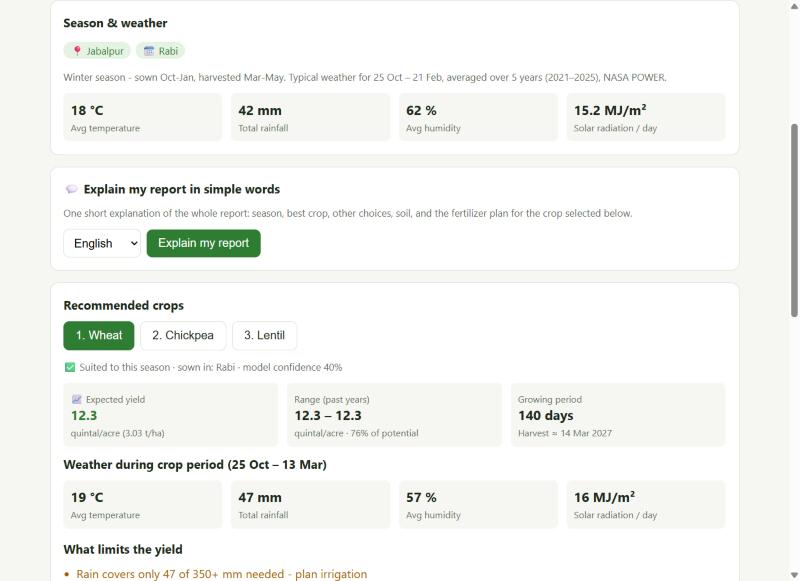 Season & weather
Jabalpur Rabi
Winter season - sown Oct-Jan, harvested Mar-May. Typical weather for 25 Oct – 21 Feb, averaged over 5 years (2021–2025), NASA POWER.
18 °C 42 mm 62 % 15.2 MJ/m²
Avg temperature Total rainfall Avg humidity Solar radiation / day
Explain my report in simple words
One short explanation of the whole report: season, best crop, other choices, soil, and the fertilizer plan for the crop selected below.
English Explain my report
Recommended crops
1. Wheat 2. Chickpea 3. Lentil
Suited to this season · sown in: Rabi · model confidence 40%
Expected yield Range (past years) Growing period
12.3 12.3 – 12.3 140 days
quintal/acre (3.03 t/ha) quintal/acre · 76% of potential Harvest ≈ 14 Mar 2027
Weather during crop period (25 Oct – 13 Mar)
19 °C 47 mm 57 % 16 MJ/m²
Avg temperature Total rainfall Avg humidity Solar radiation / day
What limits the yield
• Rain covers only 47 of 350+ mm needed - plan irrigation